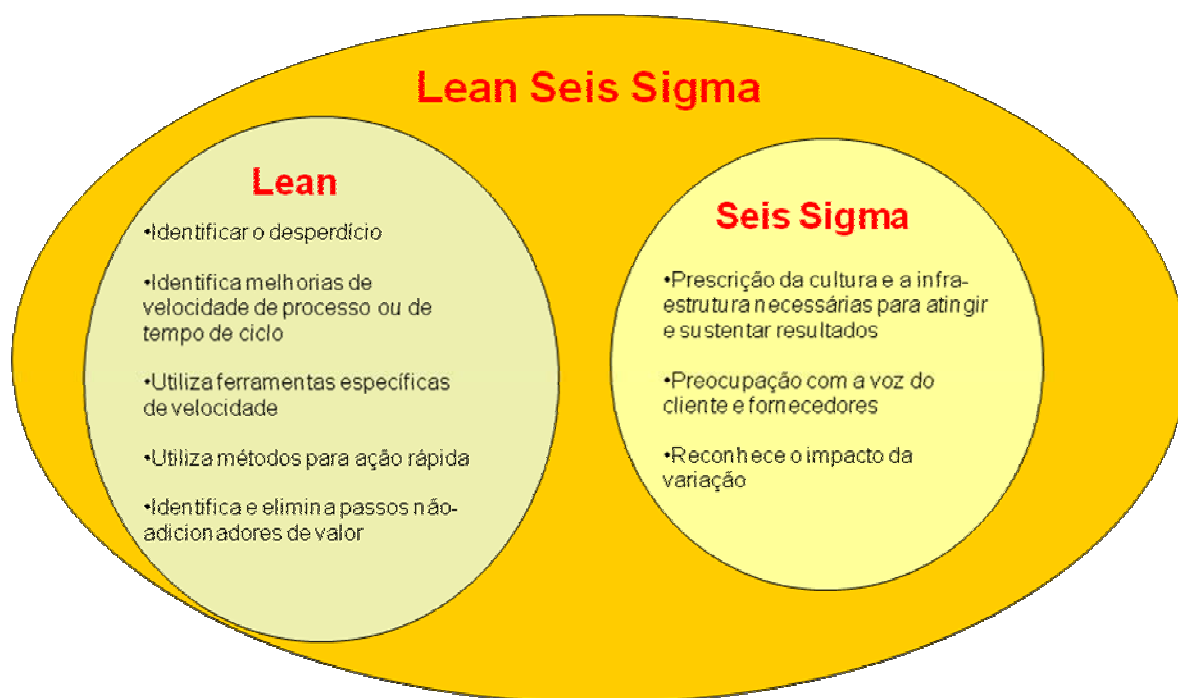 Lean Seis Sigma
Lean
•Identificar o desperdício
•Identifica melhorias de
velocidade de processo ou de
tempo de ciclo
•Utiliza ferramentas específicas
de velocidade
•Utiliza métodos para ação rápida
•Identifica e elimina passos não-
adicionadores de valor
Seis Sigma
•Prescrição da cultura e a infra-
estrutura necessárias para atingir
e sustentar resultados
•Preocupação com a voz do
cliente e fornecedores
•Reconhece o impacto da
variação